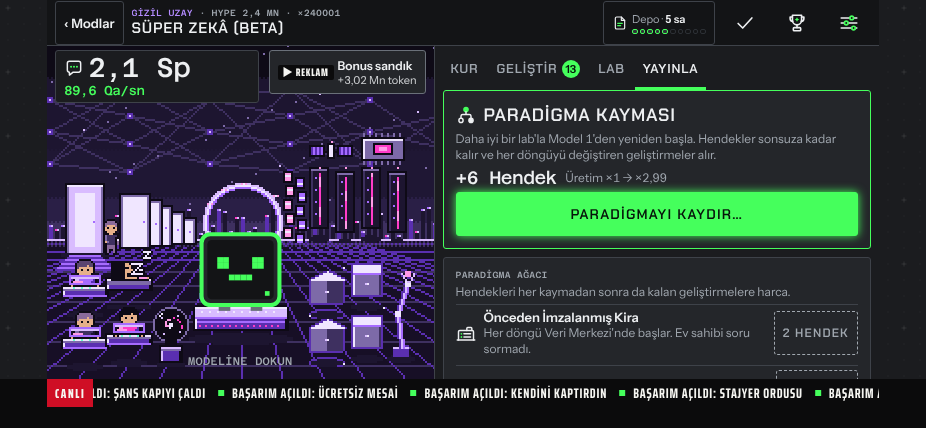 ‹ Modlar
GİZİL UZAY · HYPE 2,4 MN · ×240001
SÜPER ZEKÂ (BETA)
Depo · 5 sa
2,1 Sp
89,6 Qa/sn
REKLAM
Bonus sandık
+3,02 Mn token
KUR GELİŞTİR 13 LAB YAYINLA
PARADİGMA KAYMASI
Daha iyi bir lab'la Model 1'den yeniden başla. Hendekler sonsuza kadar
kalır ve her döngüyü değiştiren geliştirmeler alır.
+6 Hendek Üretim ×1 → ×2,99
PARADİGMAYI KAYDIR...
PARADİGMA AĞACI
Hendekleri her kaymadan sonra da kalan geliştirmelere harca.
Önceden İmzalanmış Kira
Her döngü Veri Merkezi'nde başlar. Ev sahibi soru
sormadı.
2 HENDEK
Z
Z
MODELİNE DOKUN
CANLI
LDI: ŞANS KAPIYI ÇALDI BAŞARIM AÇILDI: ÜCRETSİZ MESAİ BAŞARIM AÇILDI: KENDİNİ KAPTIRDIN BAŞARIM AÇILDI: STAJYER ORDUSU BAŞARIM A